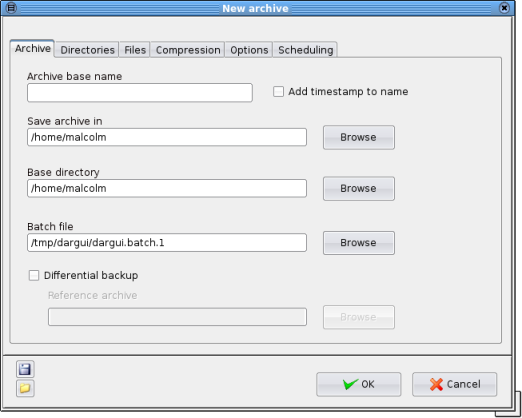 New archive
Archive Directories Files Compression Options Scheduling
Archive base name
Add timestamp to name
Save archive in
/home/malcolm Browse
Base directory
/home/malcolm Browse
Batch file
/tmp/dargui/dargui.batch.1 Browse
Differential backup
Reference archive
Browse
OK Cancel